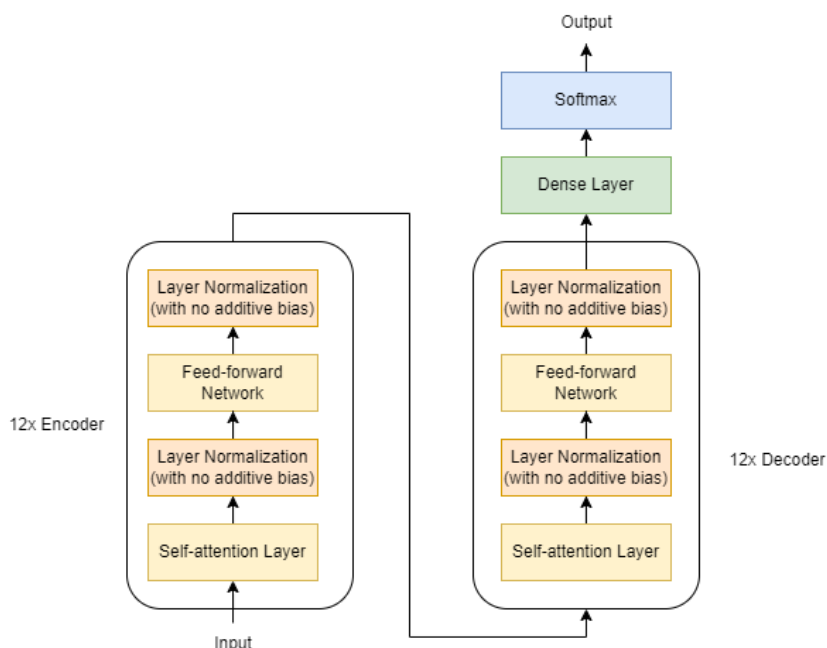 Output
Softmax
Dense Layer
Layer Normalization
(with no additive bias)
Feed-forward
Network
12x Encoder
Layer Normalization
(with no additive bias)
Self-attention Layer
Input
Layer Normalization
(with no additive bias)
Feed-forward
Network
Layer Normalization
(with no additive bias)
12x Decoder
Self-attention Layer